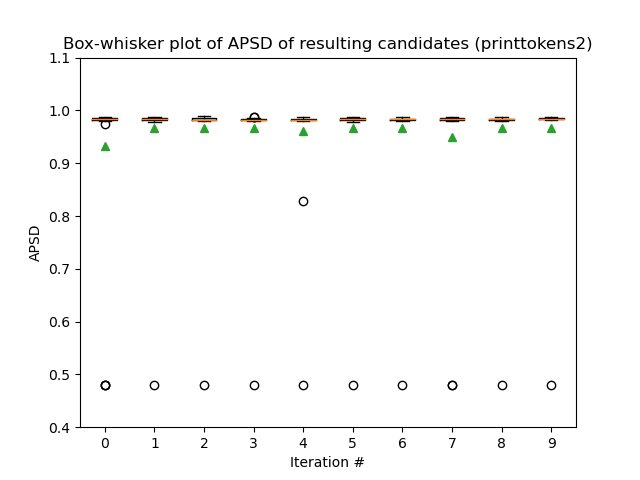 Box-whisker plot of APSD of resulting candidates (printtokens2)
1.1
1.0
0.9
0.8
0.7
0.6
0.5
0.4
APSD
0 1 2 3 4 5 6 7 8 9
Iteration #